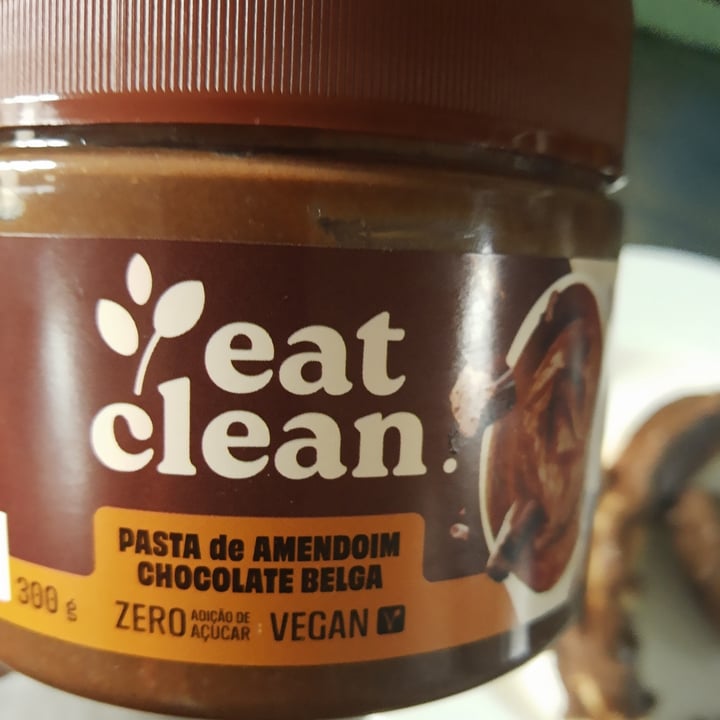 eat
clean.
PASTA de AMENDOIM
CHOCOLATE BELGA
300 g
ZERO ADIÇÃO DE AÇÚCAR VEGAN V